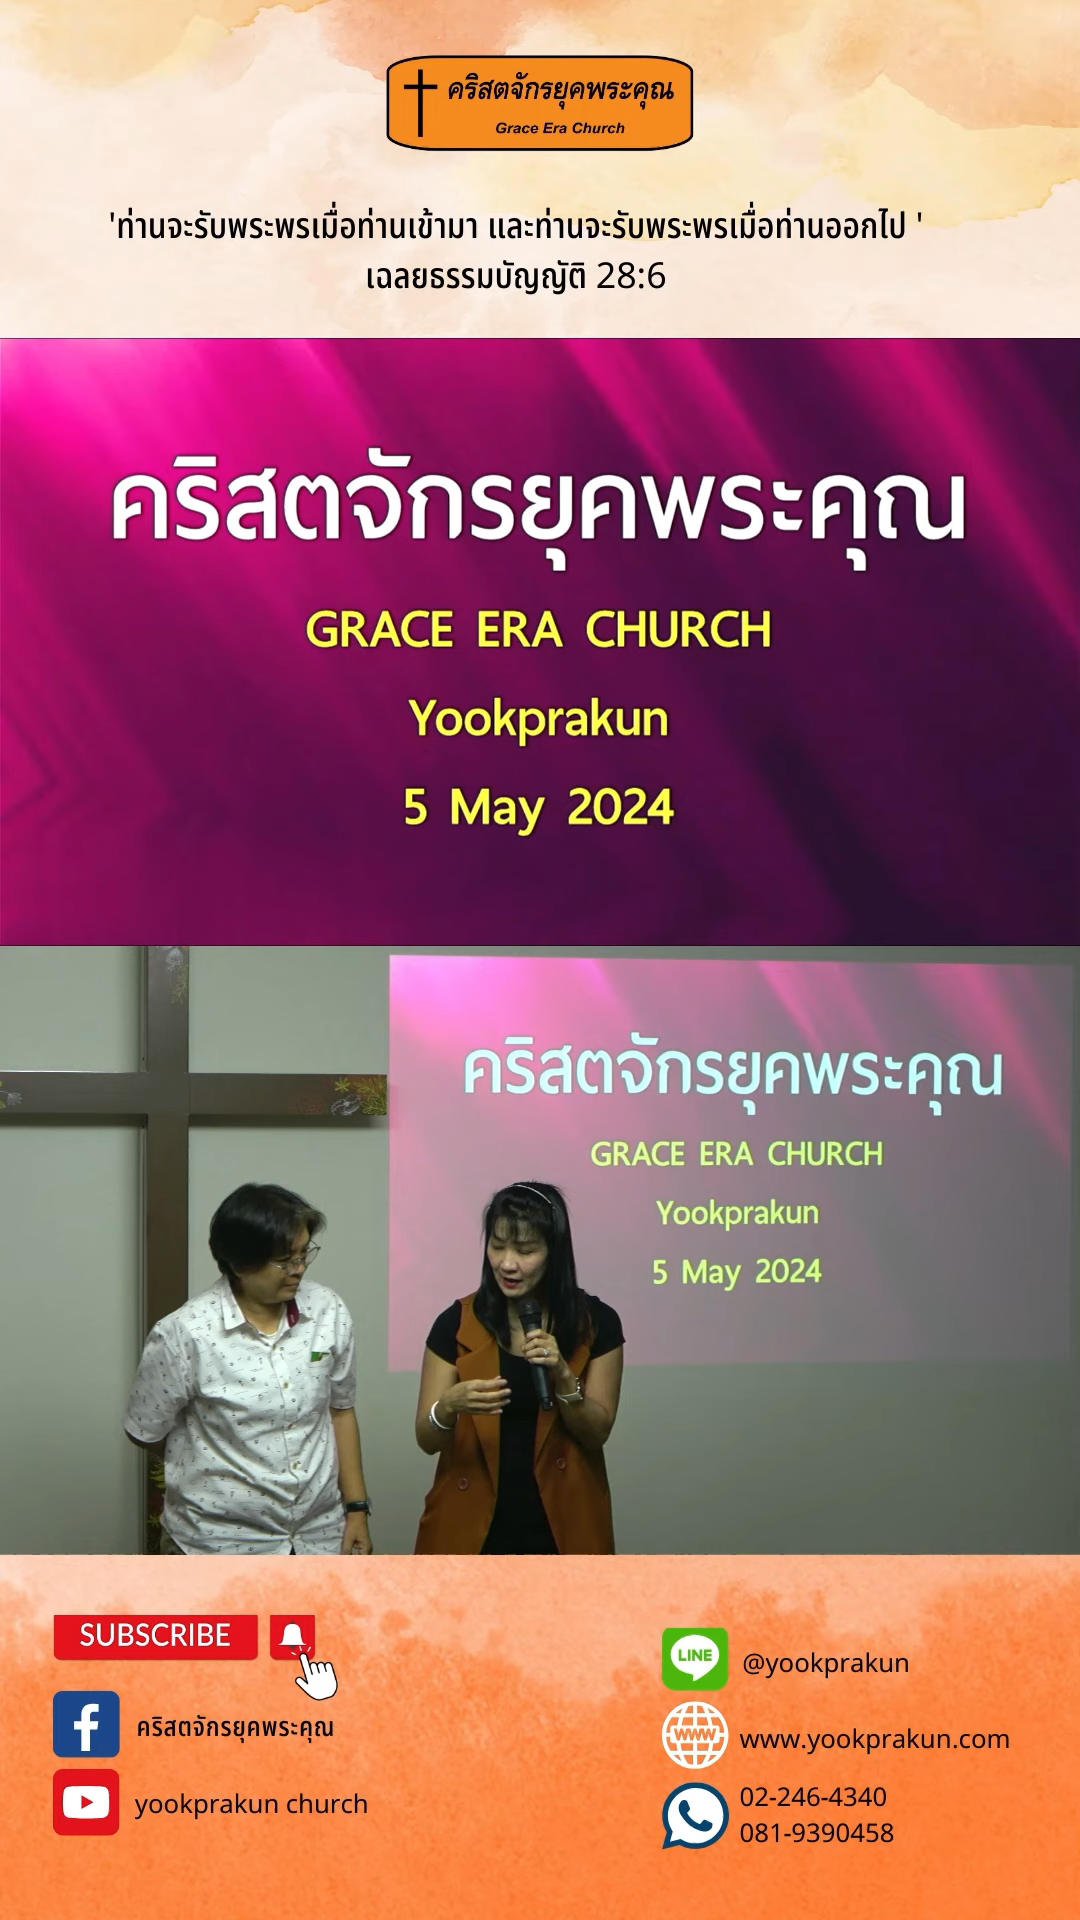 คริสตจักรยุคพระคุณ
Grace Era Church
'ท่านจะรับพระพรเมื่อท่านเข้ามา และท่านจะรับพระพรเมื่อท่านออกไป '
เฉลยธรรมบัญญัติ 28:6
คริสตจักรยุคพระคุณ
GRACE ERA CHURCH
Yookprakun
5 May 2024
คริสตจักรยุคพระคุณ
GRACE ERA CHURCH
Yookprakun
5 May 2024
SUBSCRIBE
คริสตจักรยุคพระคุณ
yookprakun church
LINE
@yookprakun
WWW
www.yookprakun.com
02-246-4340
081-9390458